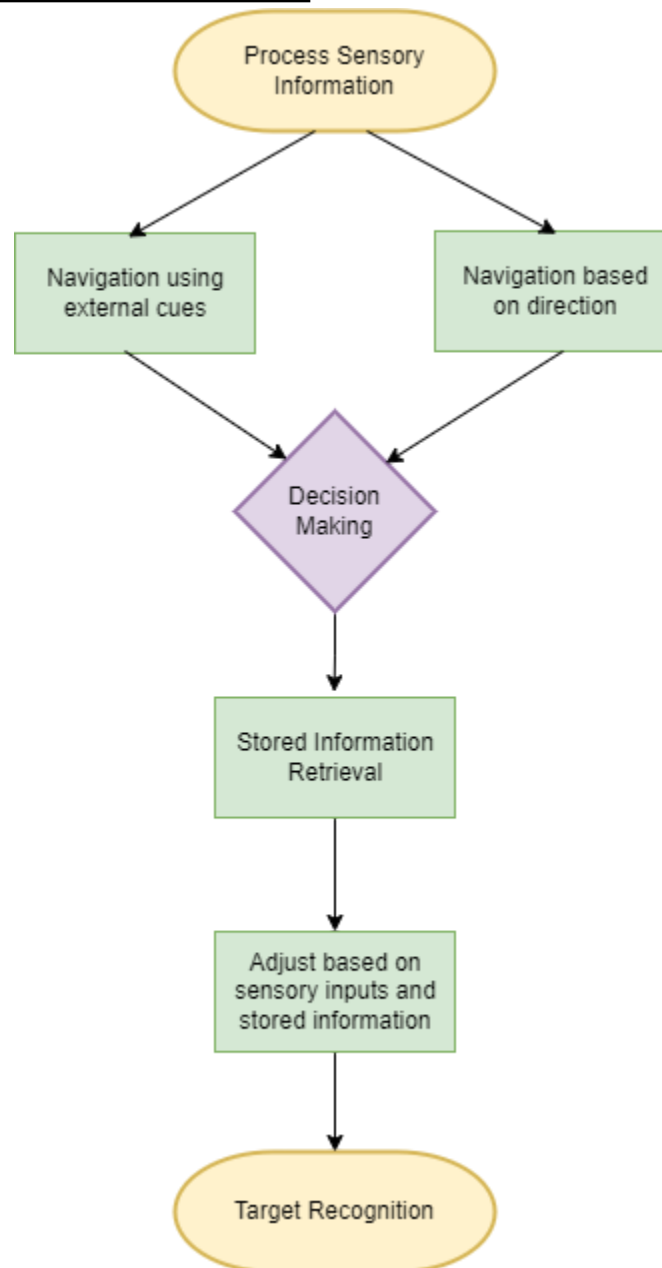 Process Sensory
Information
Navigation using
external cues
Navigation based
on direction
Decision
Making
Stored Information
Retrieval
Adjust based on
sensory inputs and
stored information
Target Recognition